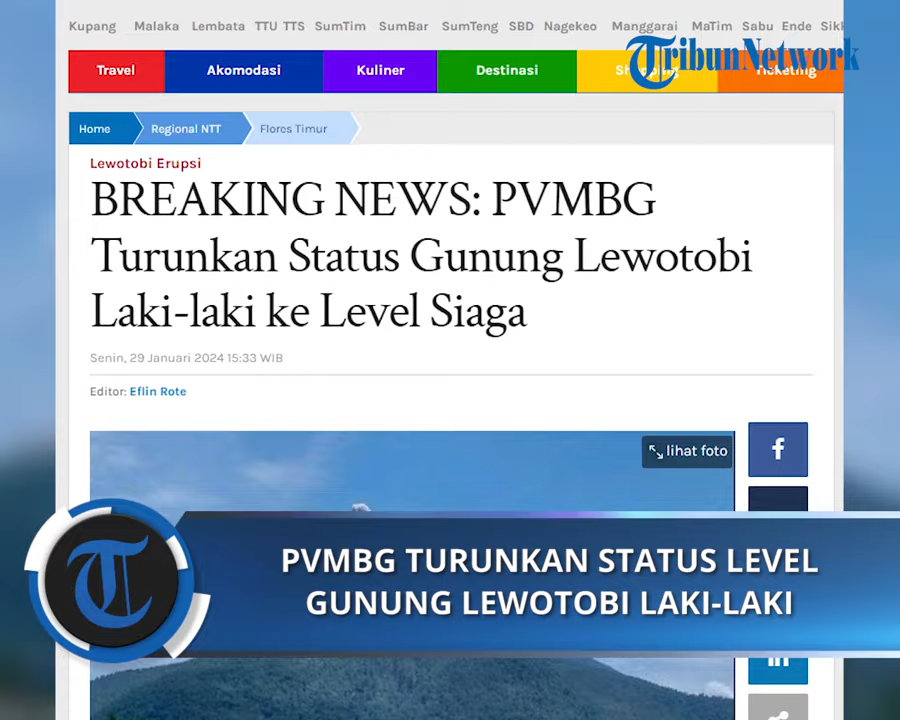 Kupang Malaka Lembata TTU TTS SumTim SumBar SumTeng SBD Nagekeo Manggarai MaTim Sabu Ende Sikk
TribunNetwork
Travel Akomodasi Kuliner Destinasi Shopping Ticketing
Home Regional NTT Flores Timur
Lewotobi Erupsi
BREAKING NEWS: PVMBG
Turunkan Status Gunung Lewotobi
Laki-laki ke Level Siaga
Senin, 29 Januari 2024 15:33 WIB
Editor: Eflin Rote
lihat foto
PVMBG TURUNKAN STATUS LEVEL
GUNUNG LEWOTOBI LAKI-LAKI